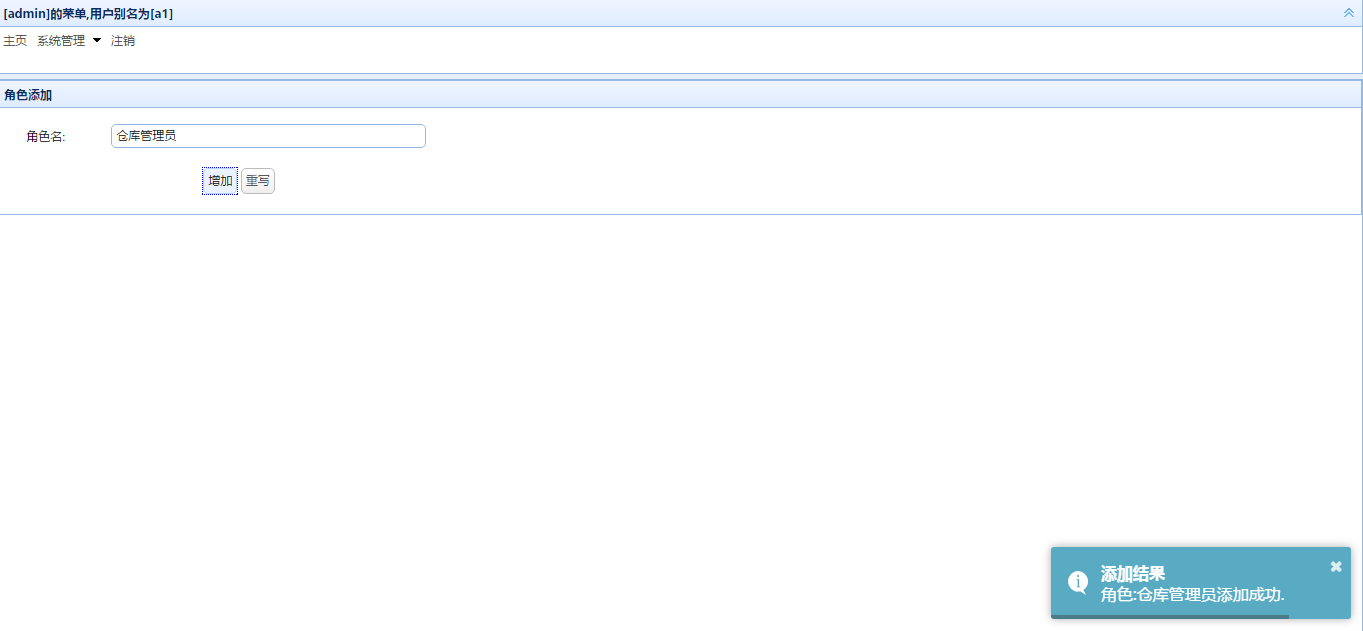 [admin]的菜单,用户别名为[a1]
主页 系统管理 注销
角色添加
角色名: 仓库管理员
增加 重写
添加结果
角色:仓库管理员添加成功.